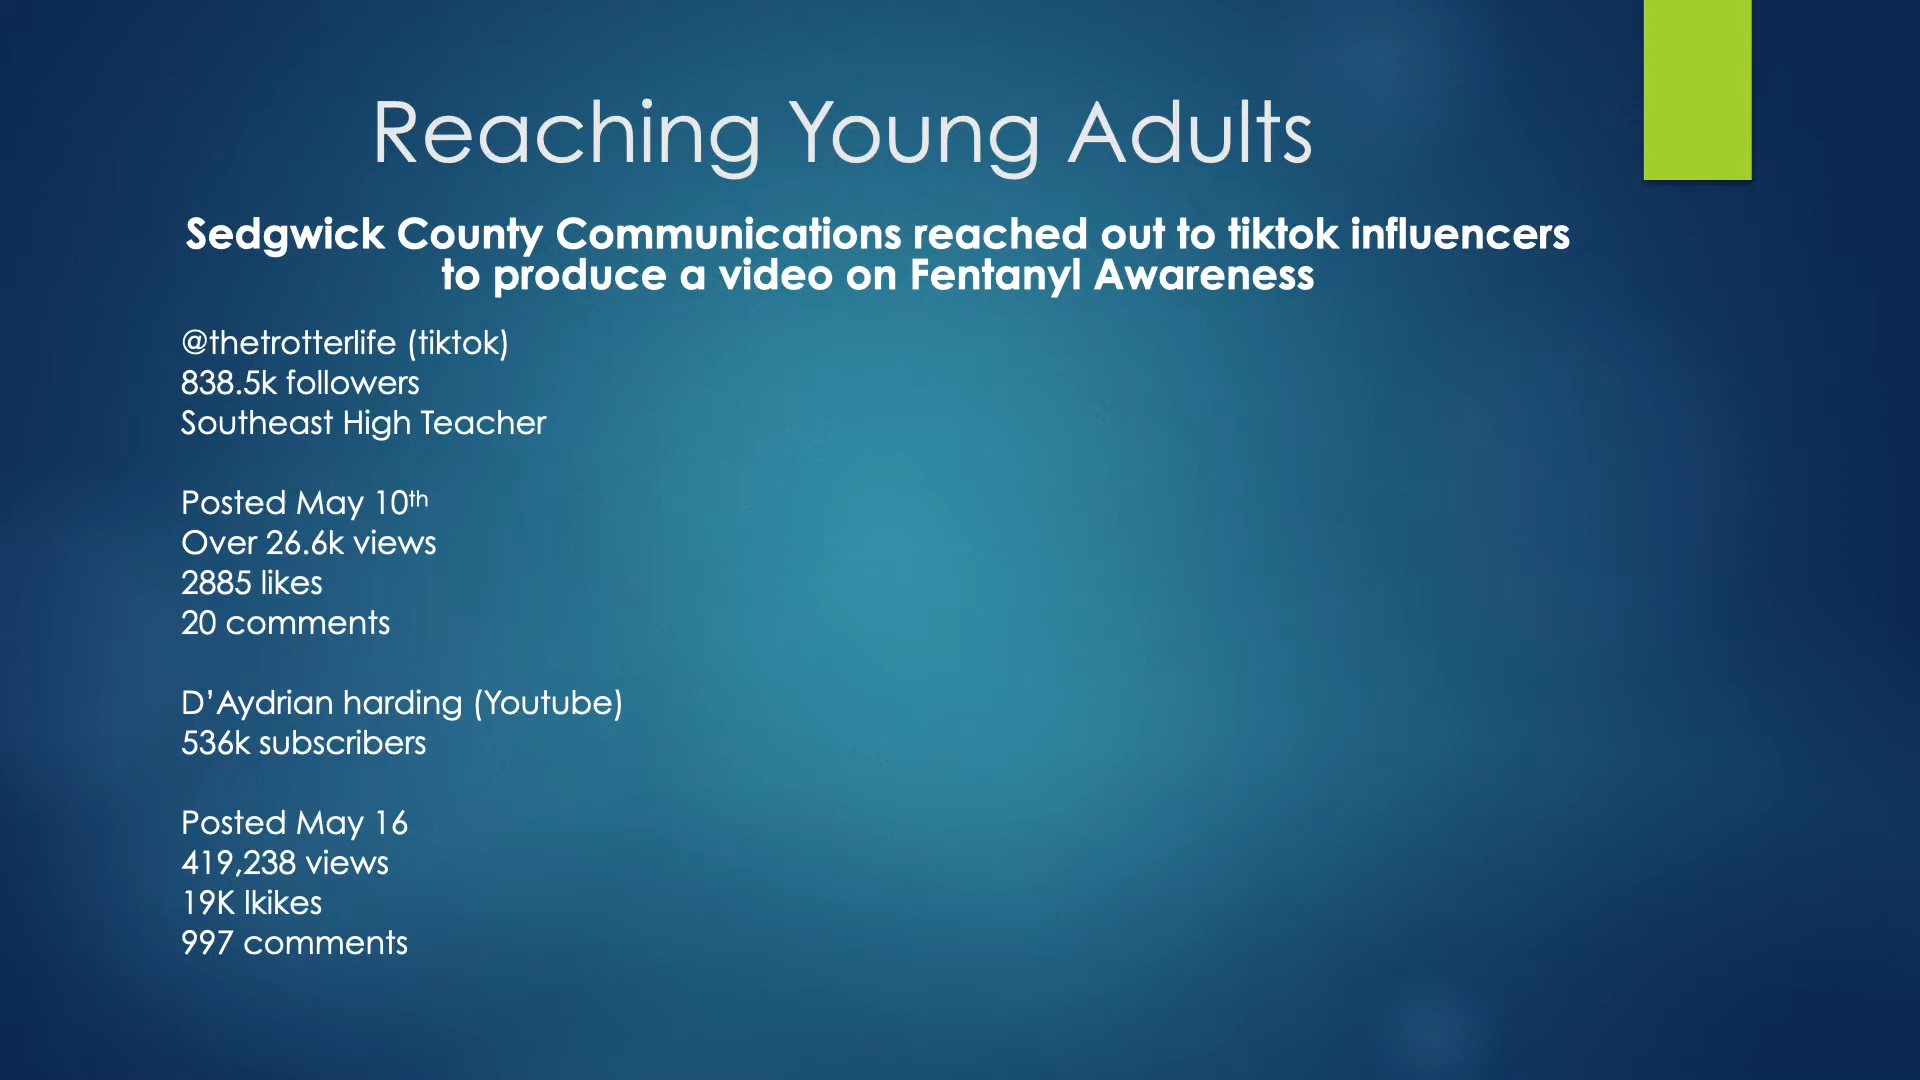 Reaching Young Adults
Sedgwick County Communications reached out to tiktok influencers
to produce a video on Fentanyl Awareness
@thetrotterlife (tiktok)
838.5k followers
Southeast High Teacher
Posted May 10th
Over 26.6k views
2885 likes
20 comments
D’Aydrian harding (Youtube)
536k subscribers
Posted May 16
419,238 views
19K lkikes
997 comments